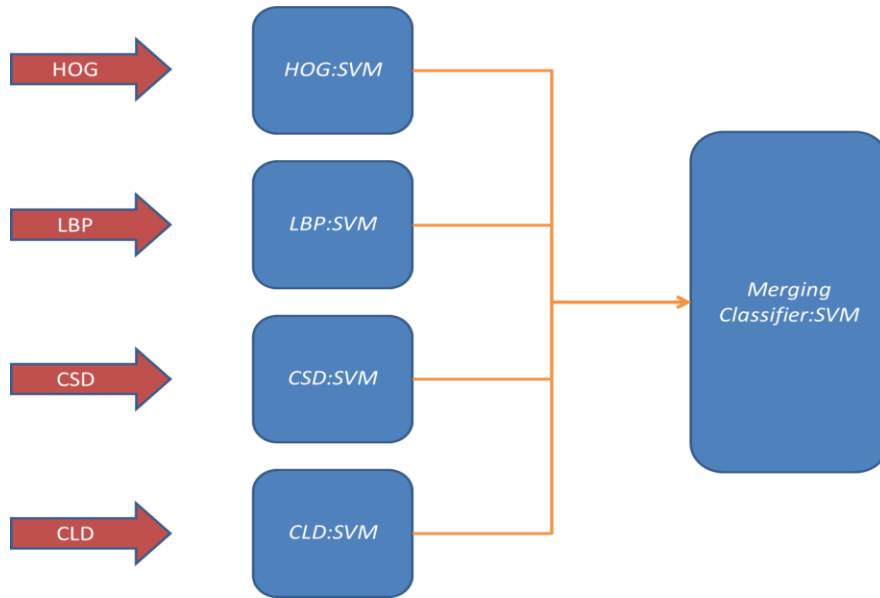 HOG
HOG:SVM
LBP
LBP:SVM
CSD
CSD:SVM
CLD
CLD:SVM
Merging
Classifier:SVM